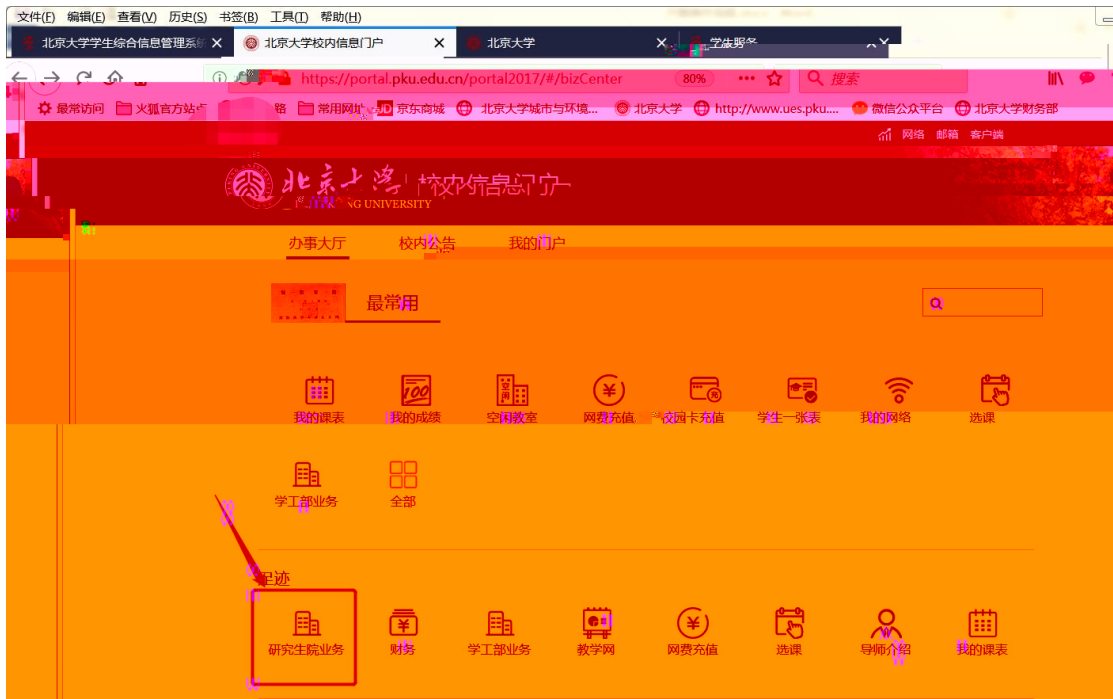 文件(F) 编辑(E) 查看(V) 历史(S) 书签(B) 工具(T) 帮助(H)
北京大学学生综合信息管理系统 北京大学校内信息门户 北京大学
https://portal.pku.edu.cn/portal2017/#/bizCenter 80% 搜索
最常访问 火狐官方站点 常用网址 JD 京东商城 北京大学城市与环境... 北京大学 http://www.ues.pku.... 微信公众平台 北京大学财务部
网络 邮箱 客户端
北京大学 校内信息门户
UNIVERSITY
办事大厅 校内公告 我的门户
最常用
我的课表 我的成绩 空闲教室 网费充值 校园卡充值 学生一张表 我的网络 选课
学工部业务 全部
足迹
研究生院业务 财务 学工部业务 教学网 网费充值 选课 导师介绍 我的课表